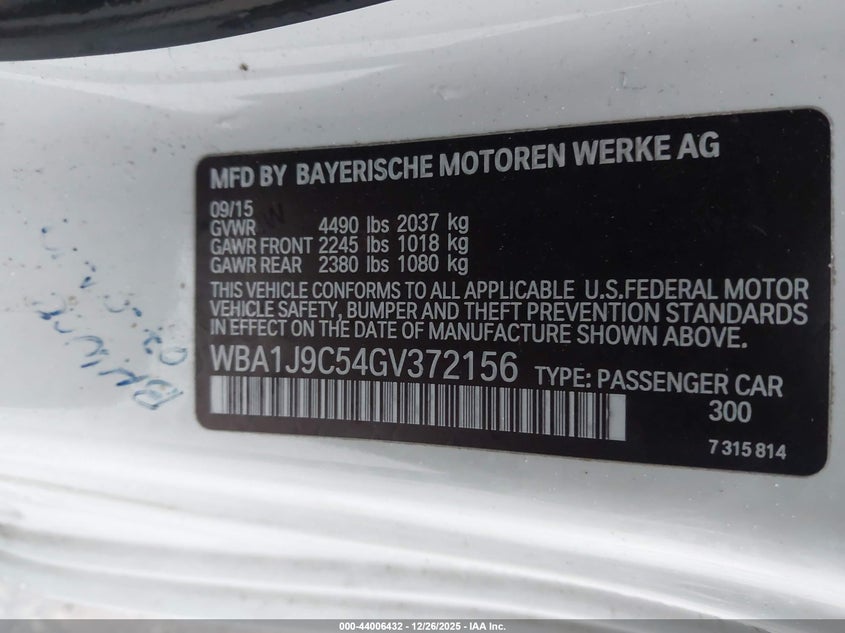 MFD BY BAYERISCHE MOTOREN WERKE AG
09/15
GVWR 4490 lbs 2037 kg
GAWR FRONT 2245 lbs 1018 kg
GAWR REAR 2380 lbs 1080 kg
THIS VEHICLE CONFORMS TO ALL APPLICABLE U.S.FEDERAL MOTOR
VEHICLE SAFETY, BUMPER AND THEFT PREVENTION STANDARDS
IN EFFECT ON THE DATE OF MANUFACTURE SHOWN ABOVE.
WBA1J9C54GV372156 TYPE: PASSENGER CAR
300
7 315 814
000-44006432 - 12/26/2025 - IAA Inc.